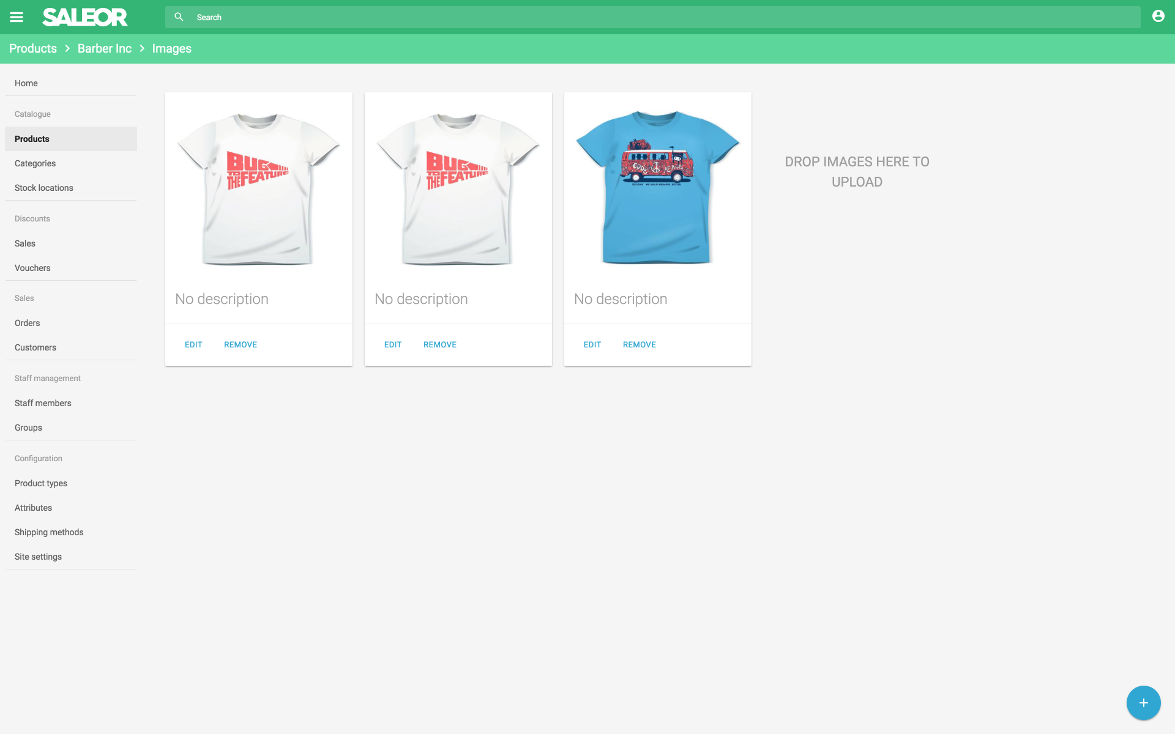 SALEOR
Search
Products > Barber Inc > Images
Home
Catalogue
Products
Categories
Stock locations
Discounts
Sales
Vouchers
Sales
Orders
Customers
Staff management
Staff members
Groups
Configuration
Product types
Attributes
Shipping methods
Site settings
BUG
THE FEATURE
No description
EDIT REMOVE
BUG
THE FEATURE
No description
EDIT REMOVE
No description
EDIT REMOVE
DROP IMAGES HERE TO
UPLOAD